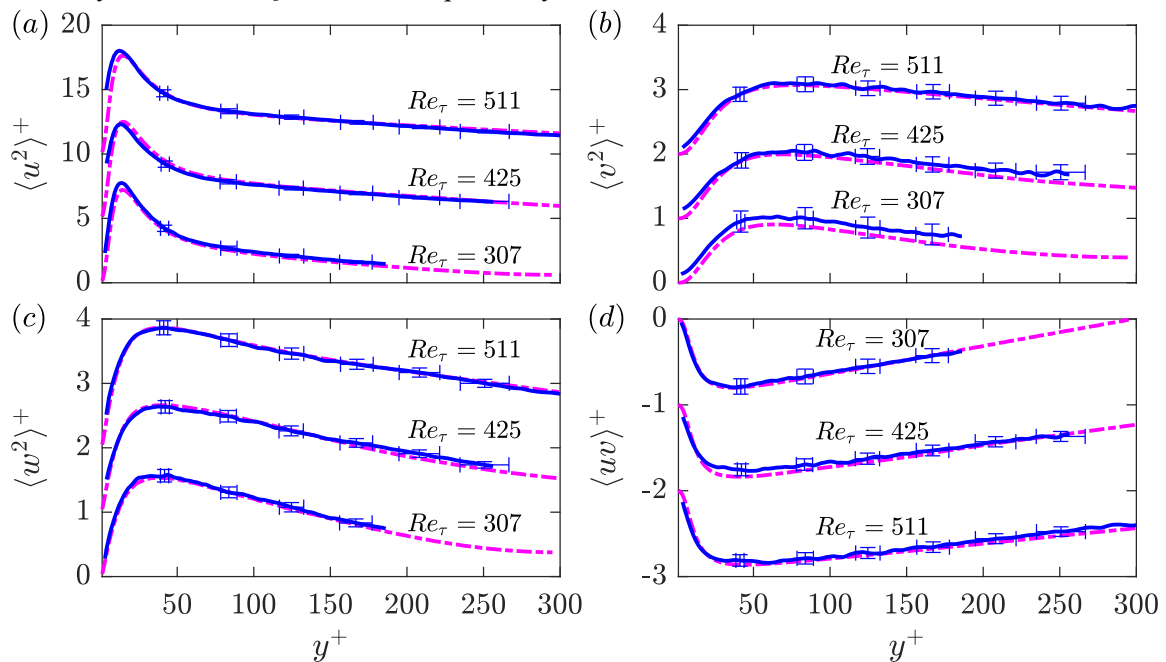 (a)
20
15
10
5
0
⟨u²⟩⁺
Re_τ = 511
Re_τ = 425
Re_τ = 307
(b)
4
3
2
1
0
⟨v²⟩⁺
Re_τ = 511
Re_τ = 425
Re_τ = 307
(c)
4
3
2
1
0
⟨w²⟩⁺
Re_τ = 511
Re_τ = 425
Re_τ = 307
50 100 150 200 250 300
y⁺
(d)
0
-1
-2
-3
⟨uv⟩⁺
Re_τ = 307
Re_τ = 425
Re_τ = 511
50 100 150 200 250 300
y⁺